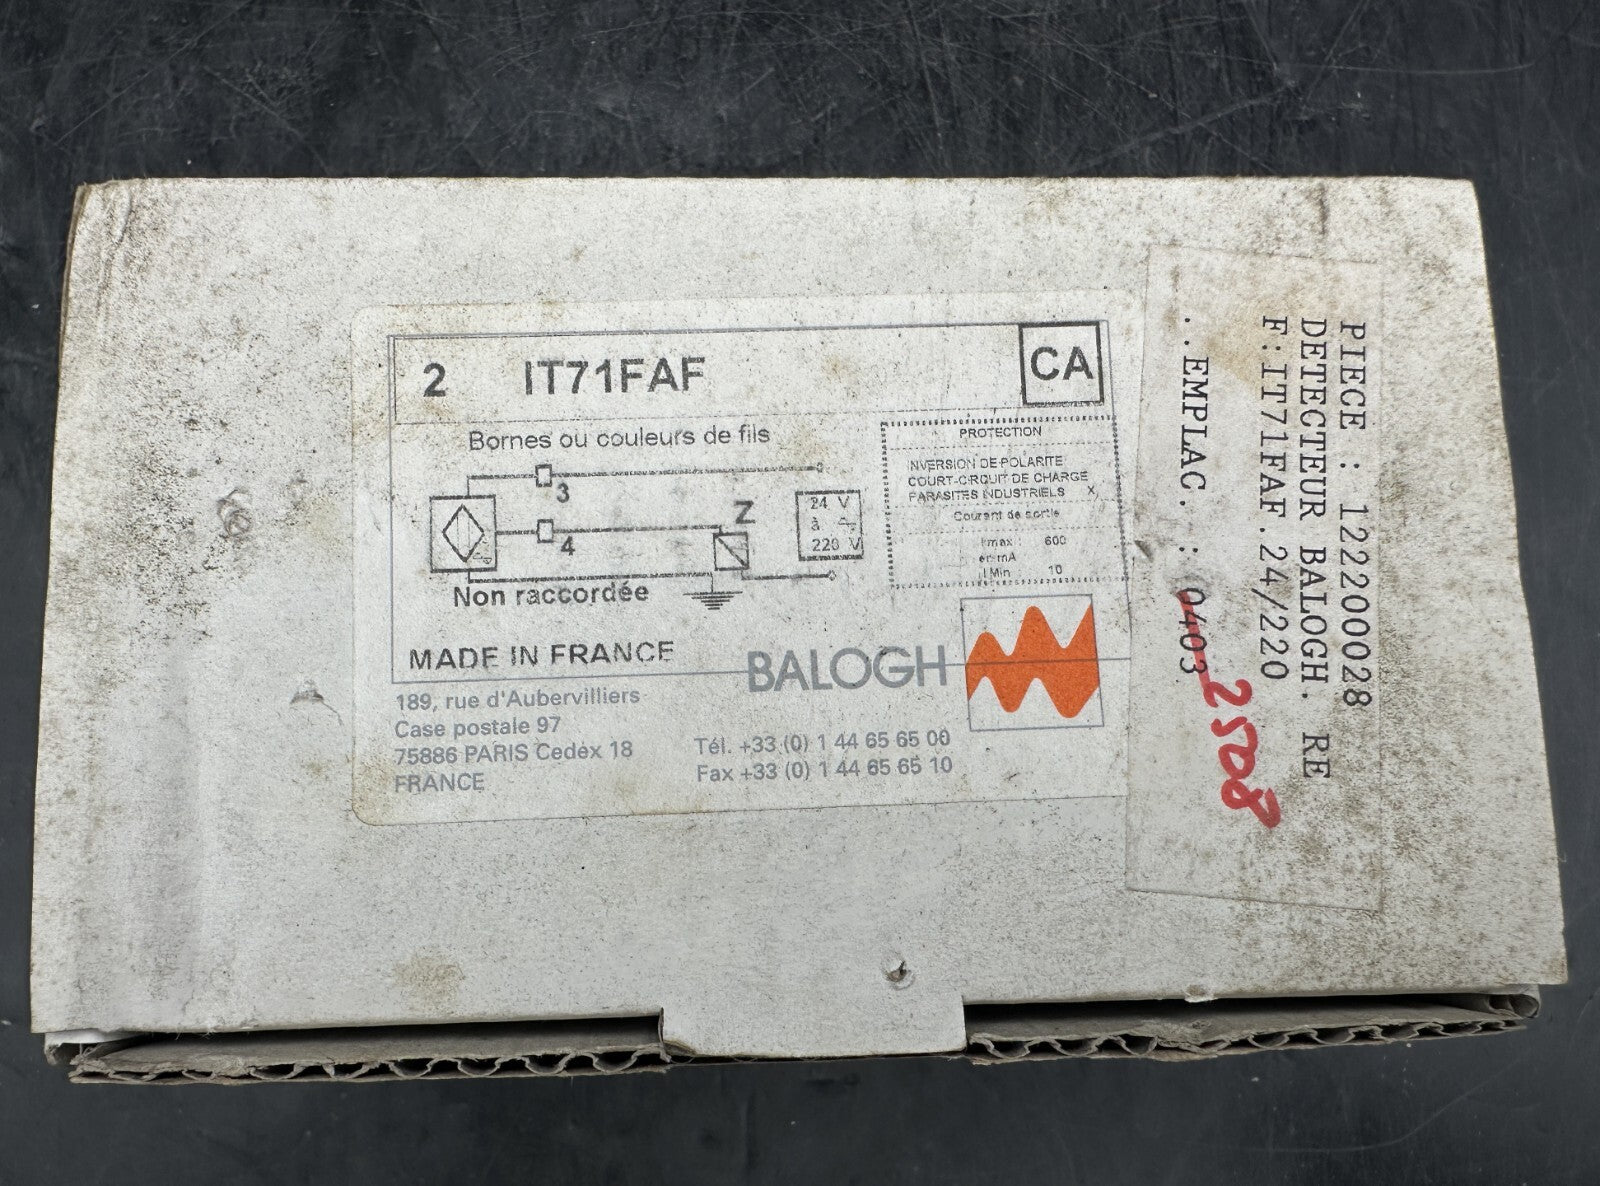 2 IT71FAF CA
Bornes ou couleurs de fils
3
4
Z
24 V
à
220 V
Non raccordée
PROTECTION
INVERSION DE POLARITE
COURT-CIRCUIT DE CHARGE
PARASITES INDUSTRIELS X
Courant de sortie
I max : 600
en mA
I Min 10
MADE IN FRANCE
BALOGH
189, rue d'Aubervilliers
Case postale 97
75886 PARIS Cedex 18
FRANCE
Tél. +33 (0) 1 44 65 65 00
Fax +33 (0) 1 44 65 65 10
PIECE : 12220028
DETECTEUR BALOGH. RE
F:IT71FAF.24/220
..EMPLAC. : 0403
2508